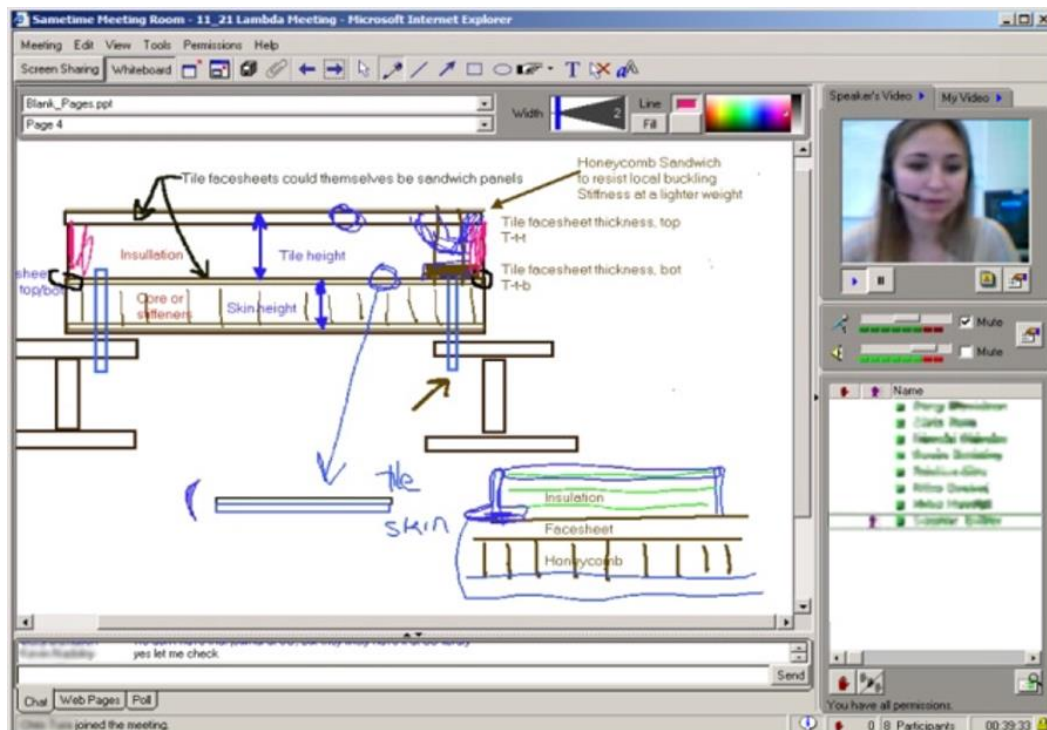 Sametime Meeting Room - 11_21 Lambda Meeting - Microsoft Internet Explorer
Meeting Edit View Tools Permissions Help
Screen Sharing Whiteboard
Blank_Pages.ppt
Page 4
Width 2
Line
Fill
Speaker's Video
My Video
Tile facesheets could themselves be sandwich panels
Honeycomb Sandwich
to resist local buckling
Stiffness at a lighter weight
Tile facesheet thickness, top
T-t-t
Insullation
Tile height
Tile facesheet thickness, bot
T-t-b
shee
top/bot
Core or
stiffeners
Skin height
tile
skin
Insulation
Facesheet
Honeycomb
Mute
Mute
Name
yes let me check.
Send
Chat Web Pages Poll
joined the meeting.
You have all permissions.
0 8 Participants 00:39:33